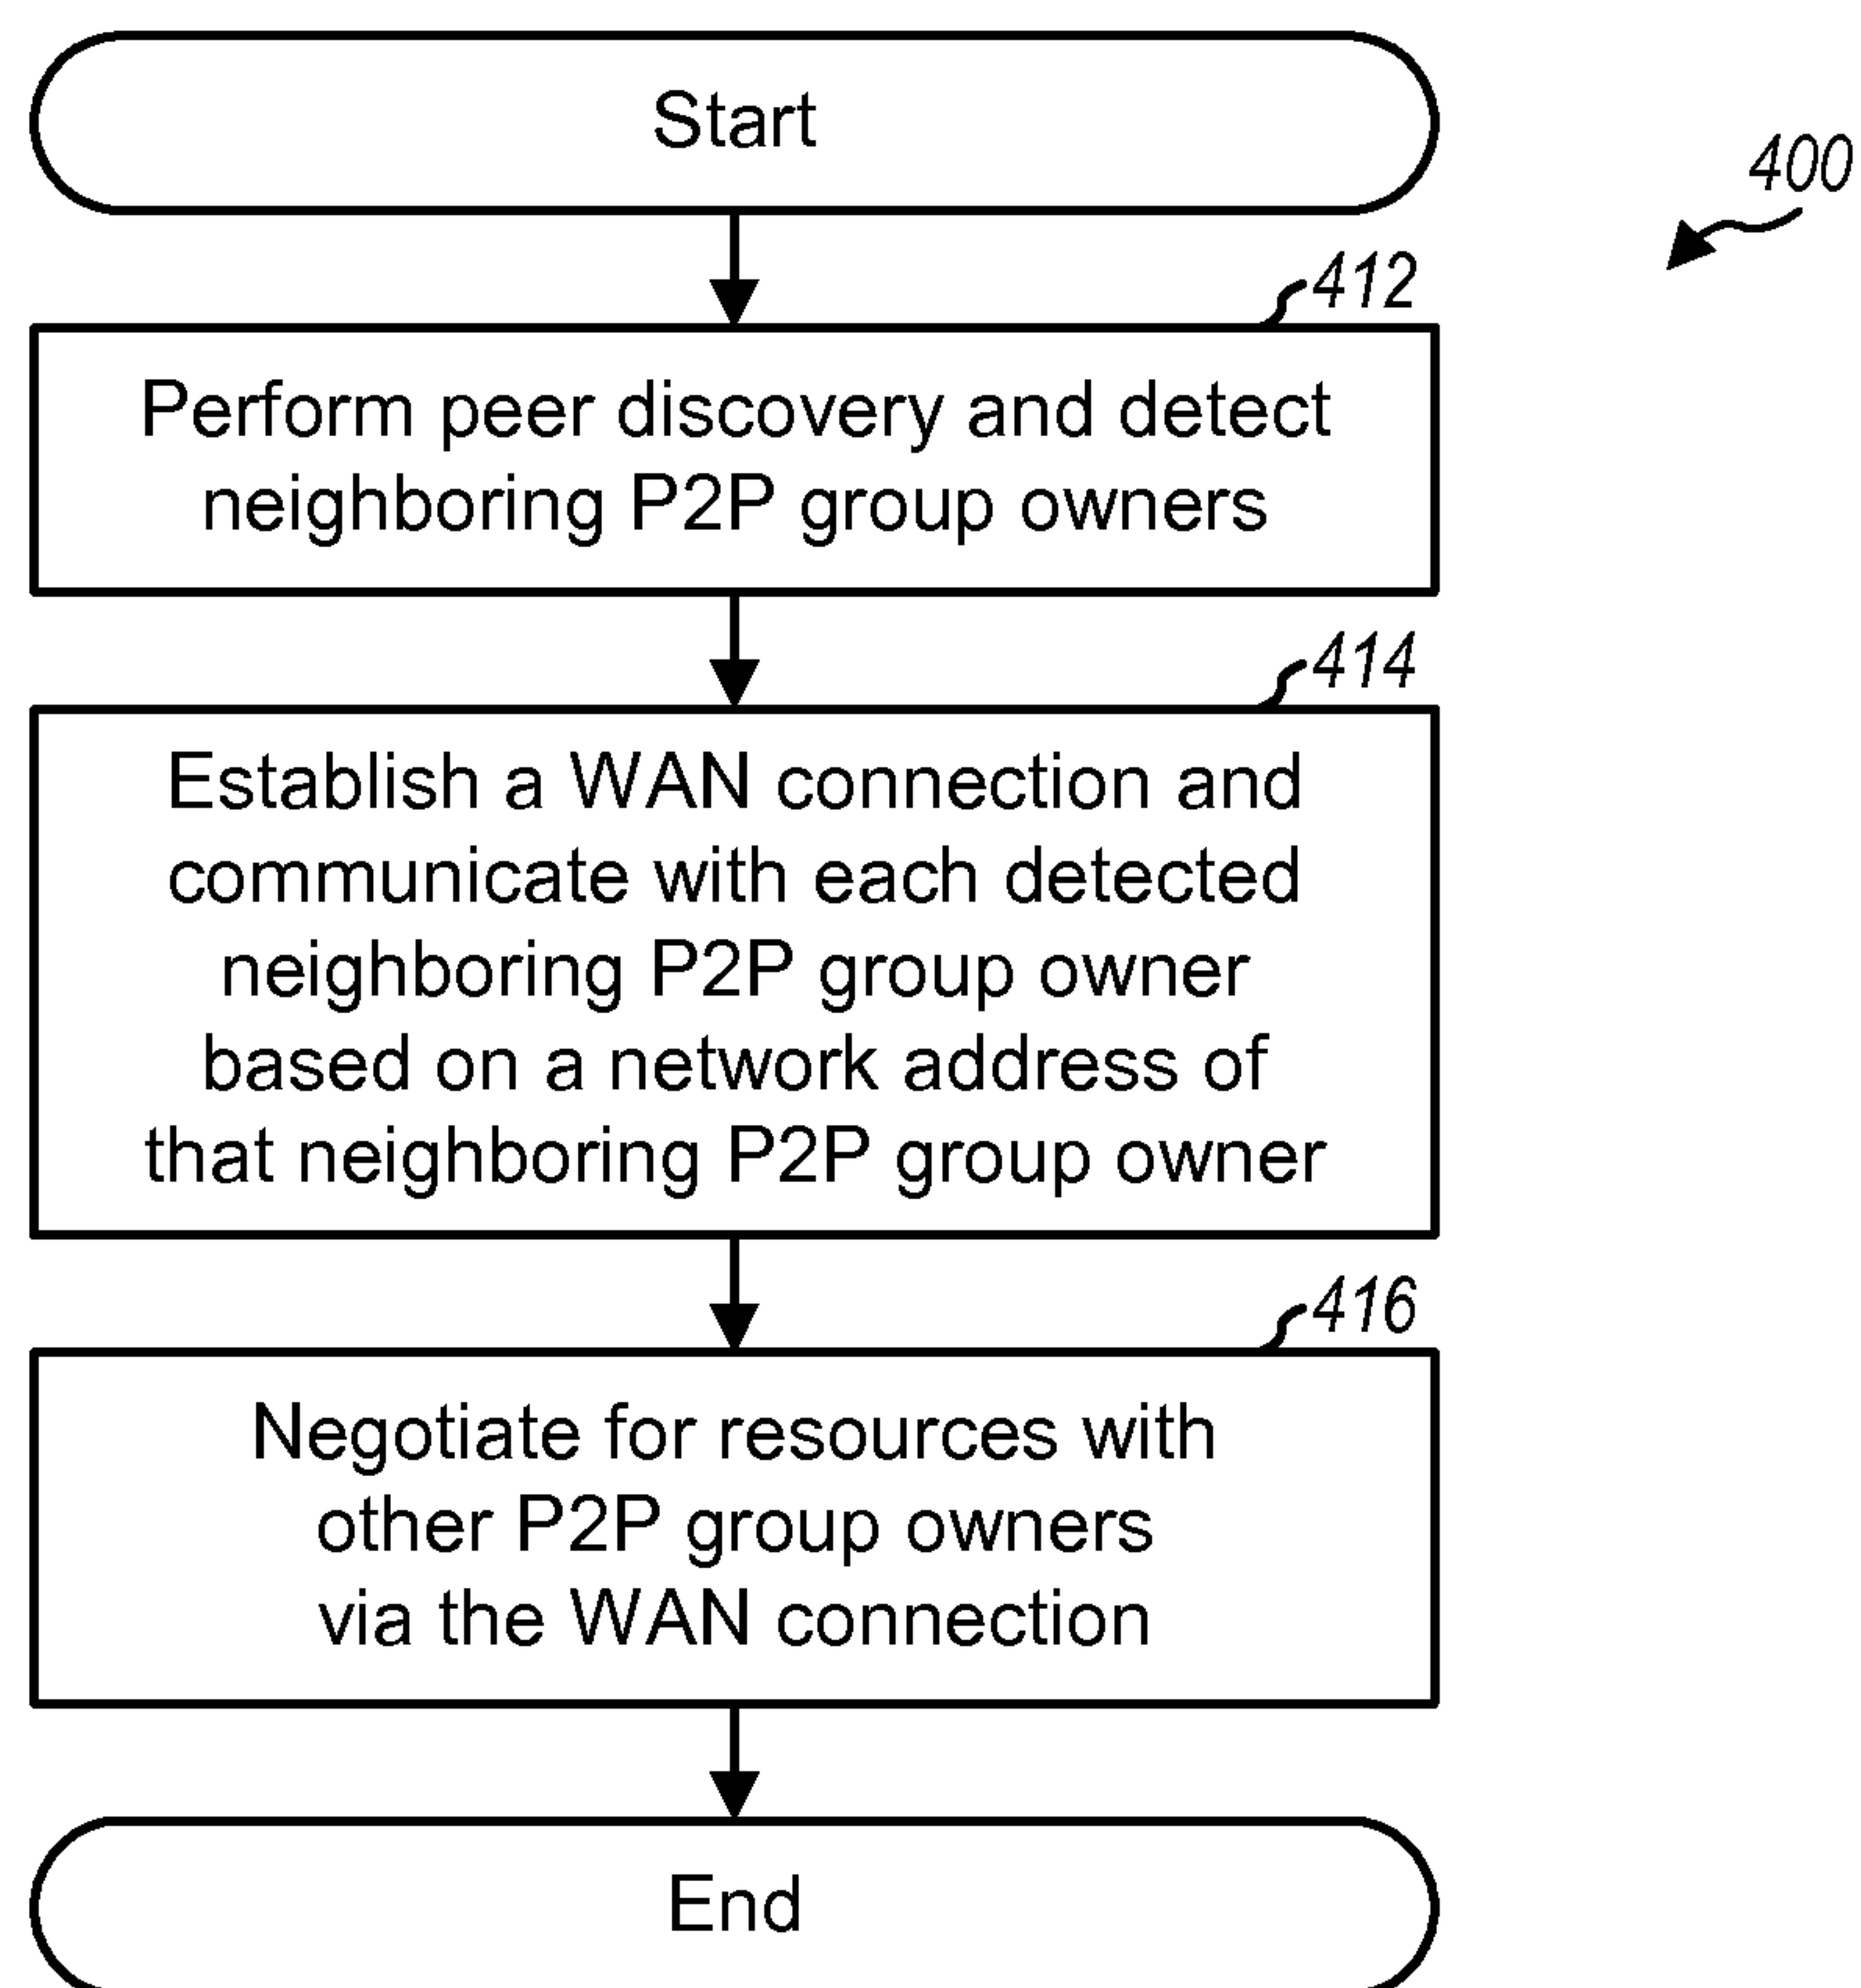 Start
400
412
Perform peer discovery and detect
neighboring P2P group owners
414
Establish a WAN connection and
communicate with each detected
neighboring P2P group owner
based on a network address of
that neighboring P2P group owner
416
Negotiate for resources with
other P2P group owners
via the WAN connection
End